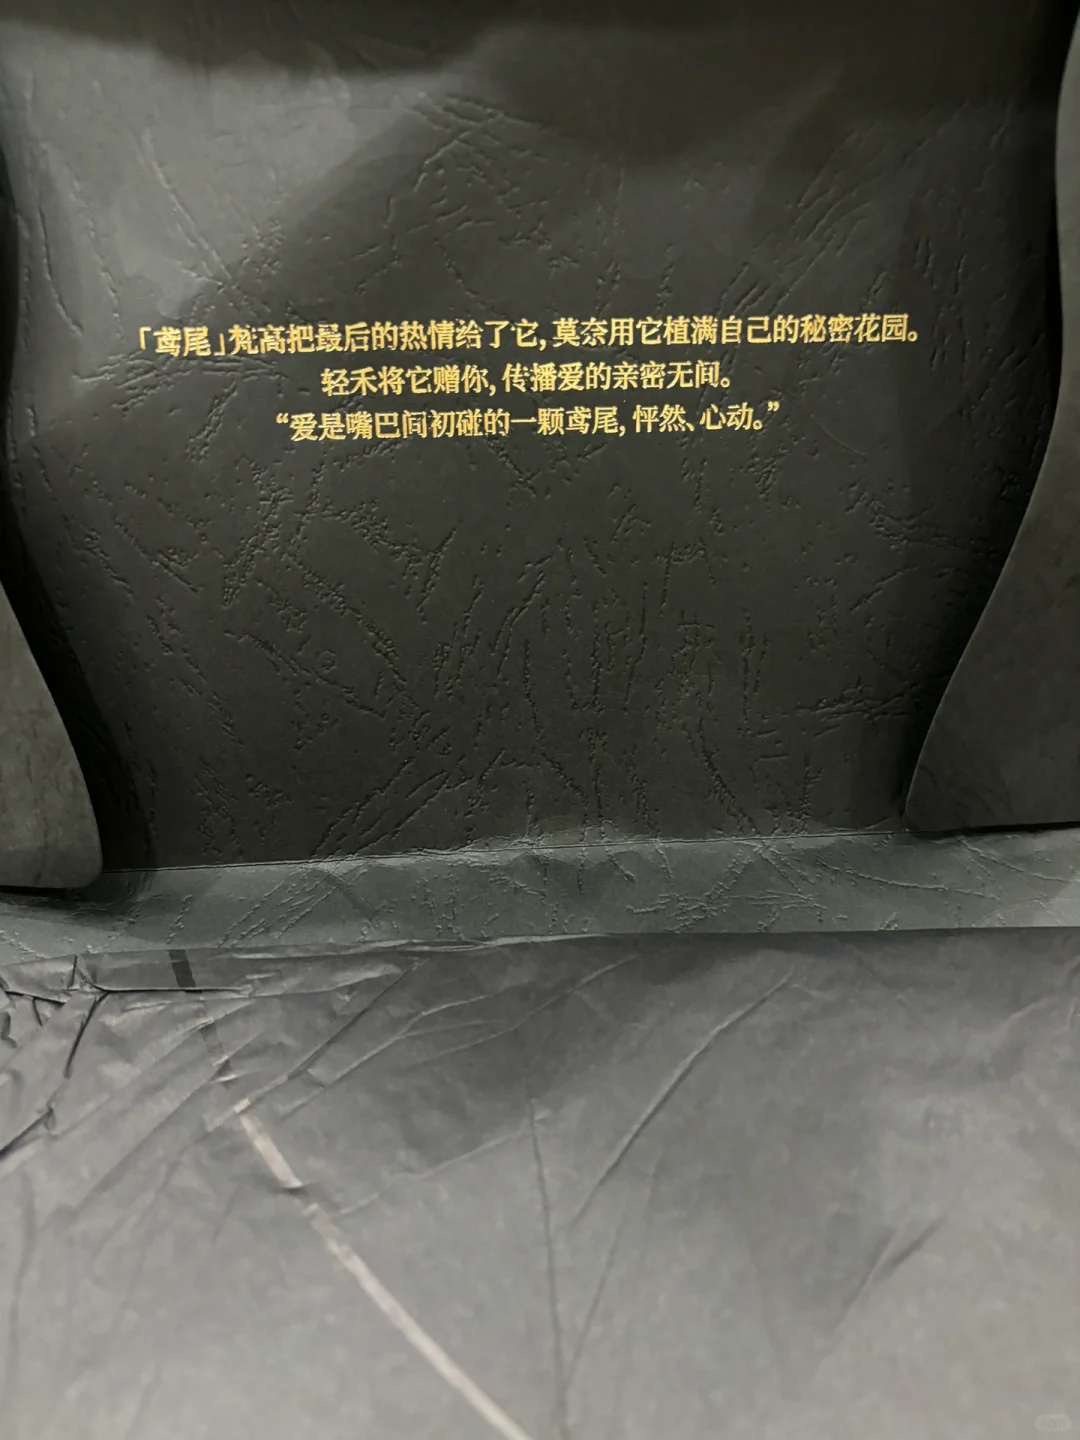 「鸢尾」梵高把最后的热情给了它,莫奈用它植满自己的秘密花园。
轻禾将它赠你,传播爱的亲密无间。
“爱是嘴巴间初碰的一颗鸢尾,怦然、心动。”